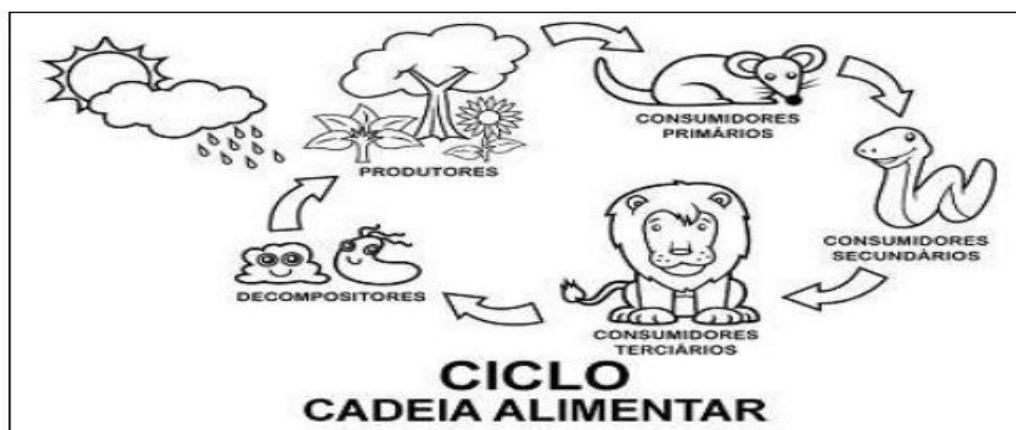 PRODUTORES
CONSUMIDORES
PRIMÁRIOS
CONSUMIDORES
SECUNDÁRIOS
CONSUMIDORES
TERCIÁRIOS
DECOMPOSITORES
CICLO
CADEIA ALIMENTAR